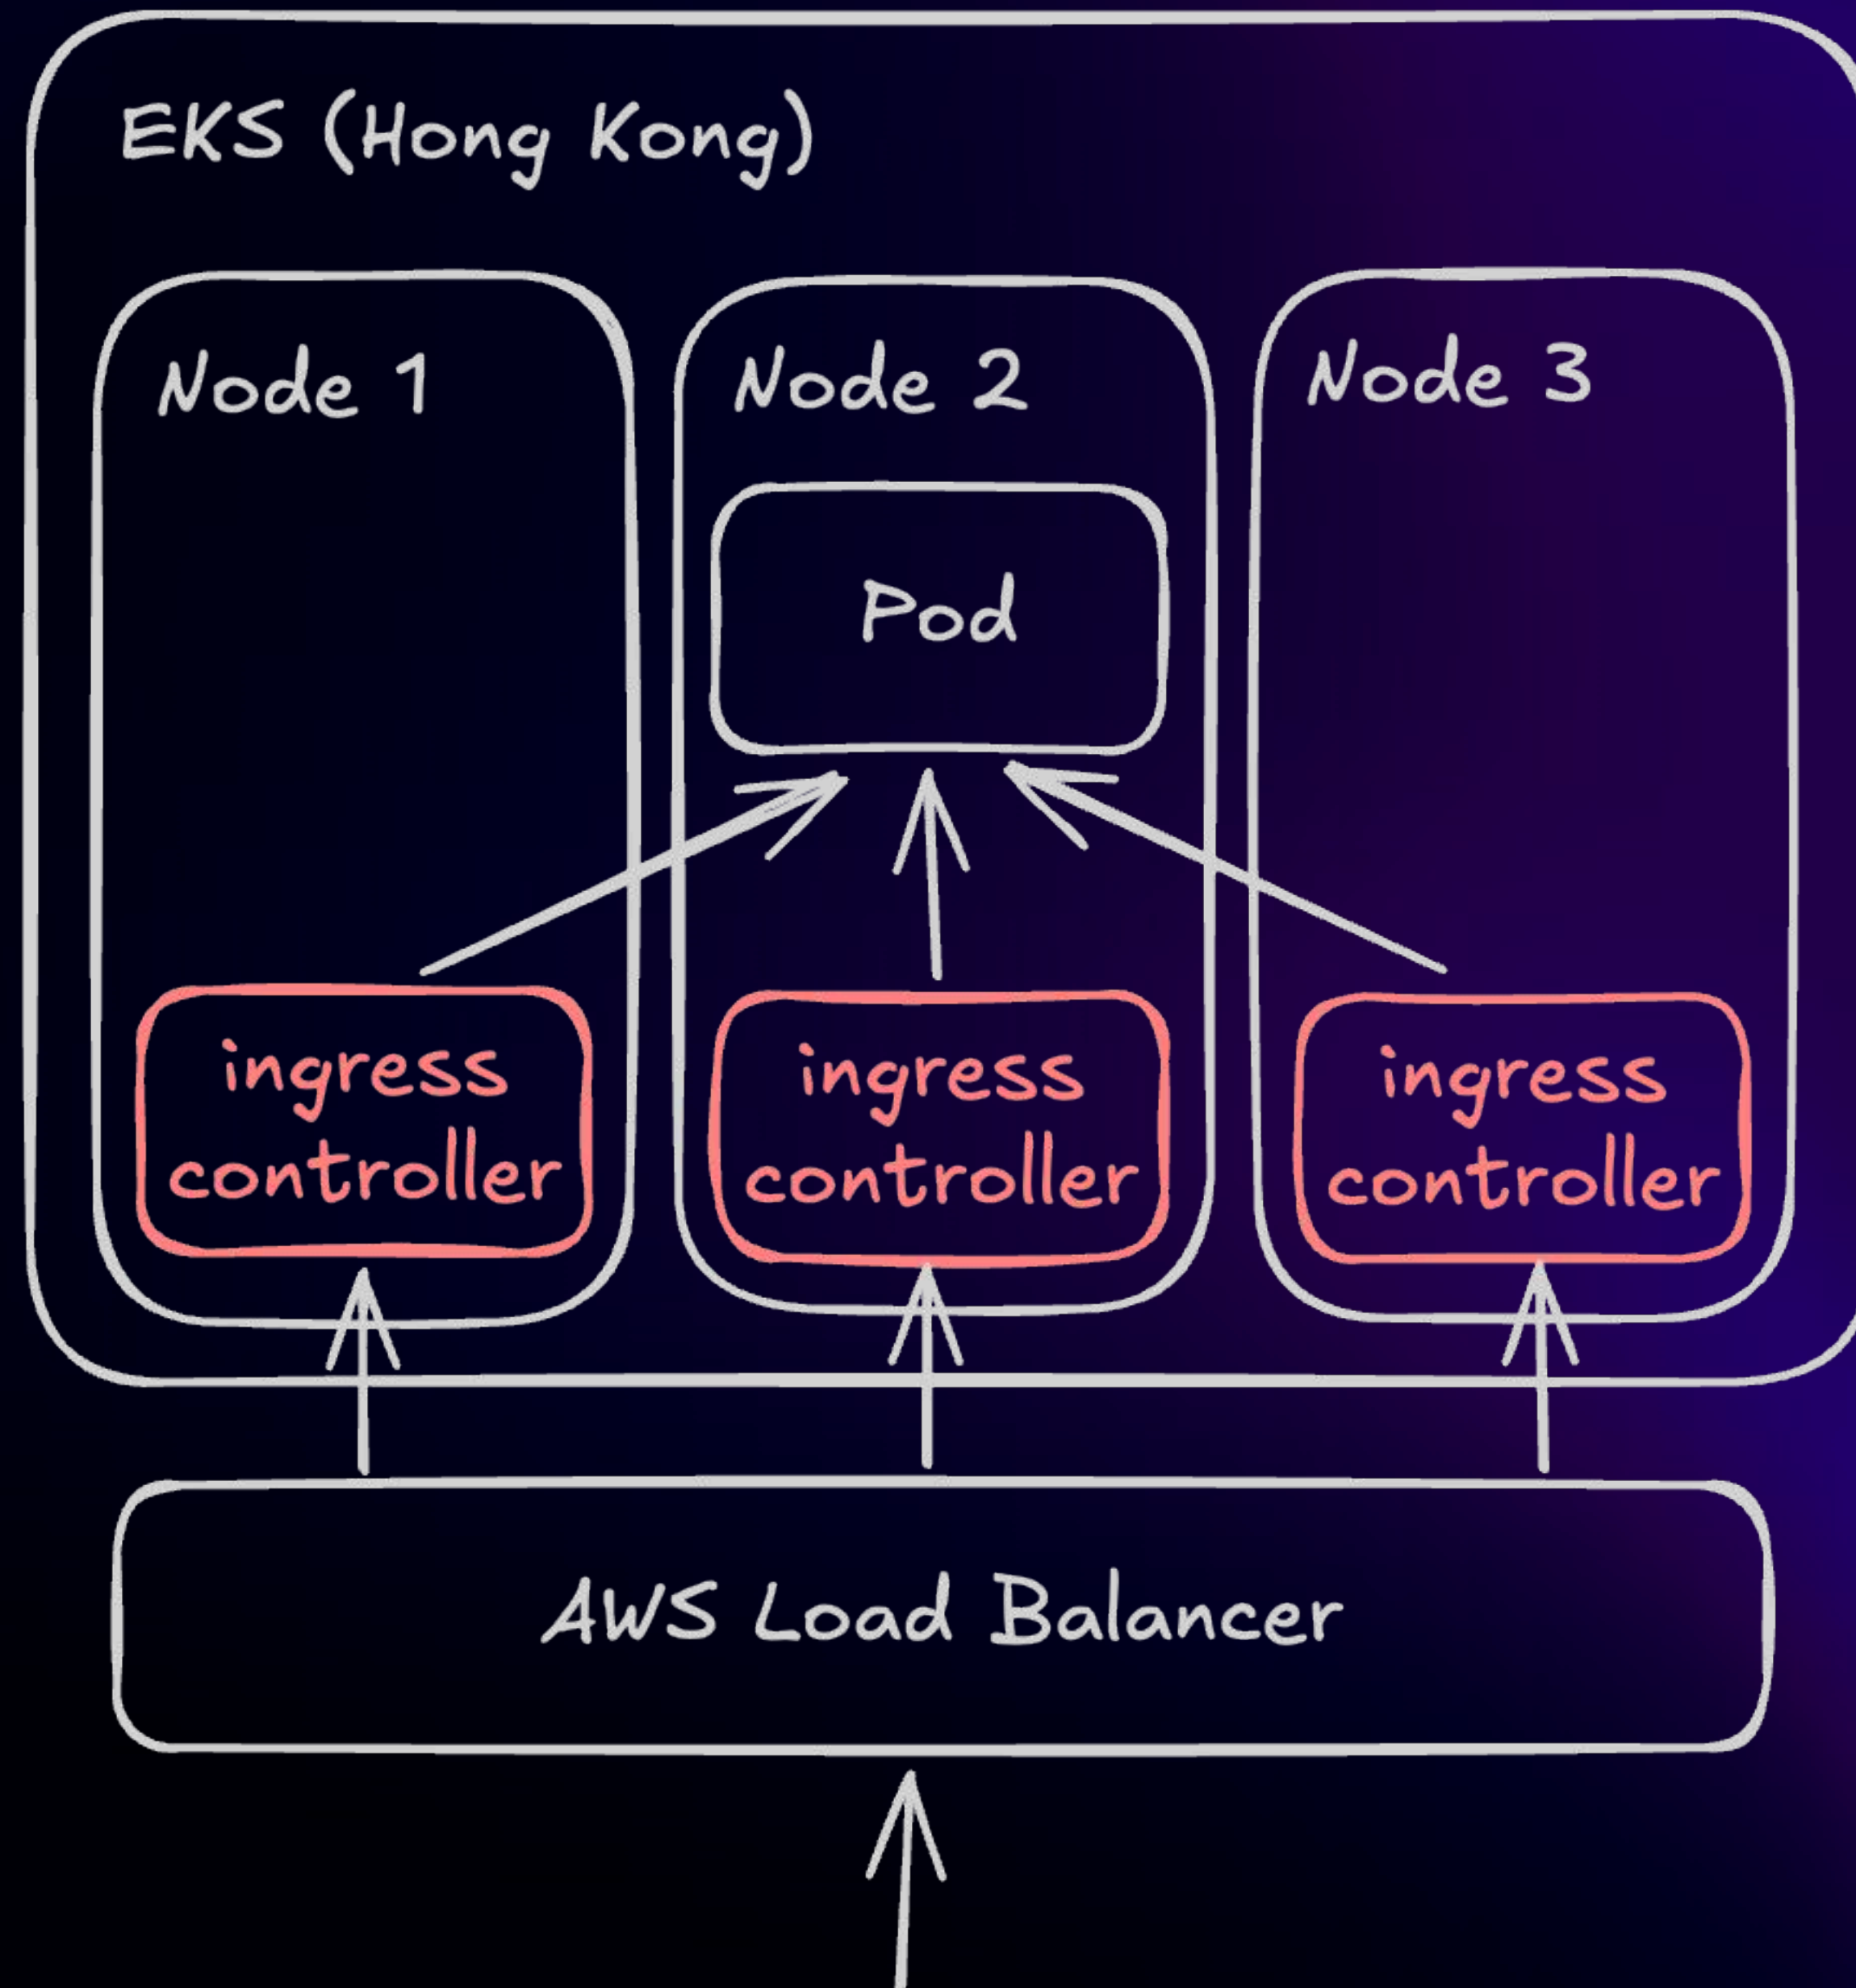 EKS (Hong Kong)
Node 1
Node 2
Node 3
Pod
ingress
controller
ingress
controller
ingress
controller
AWS Load Balancer